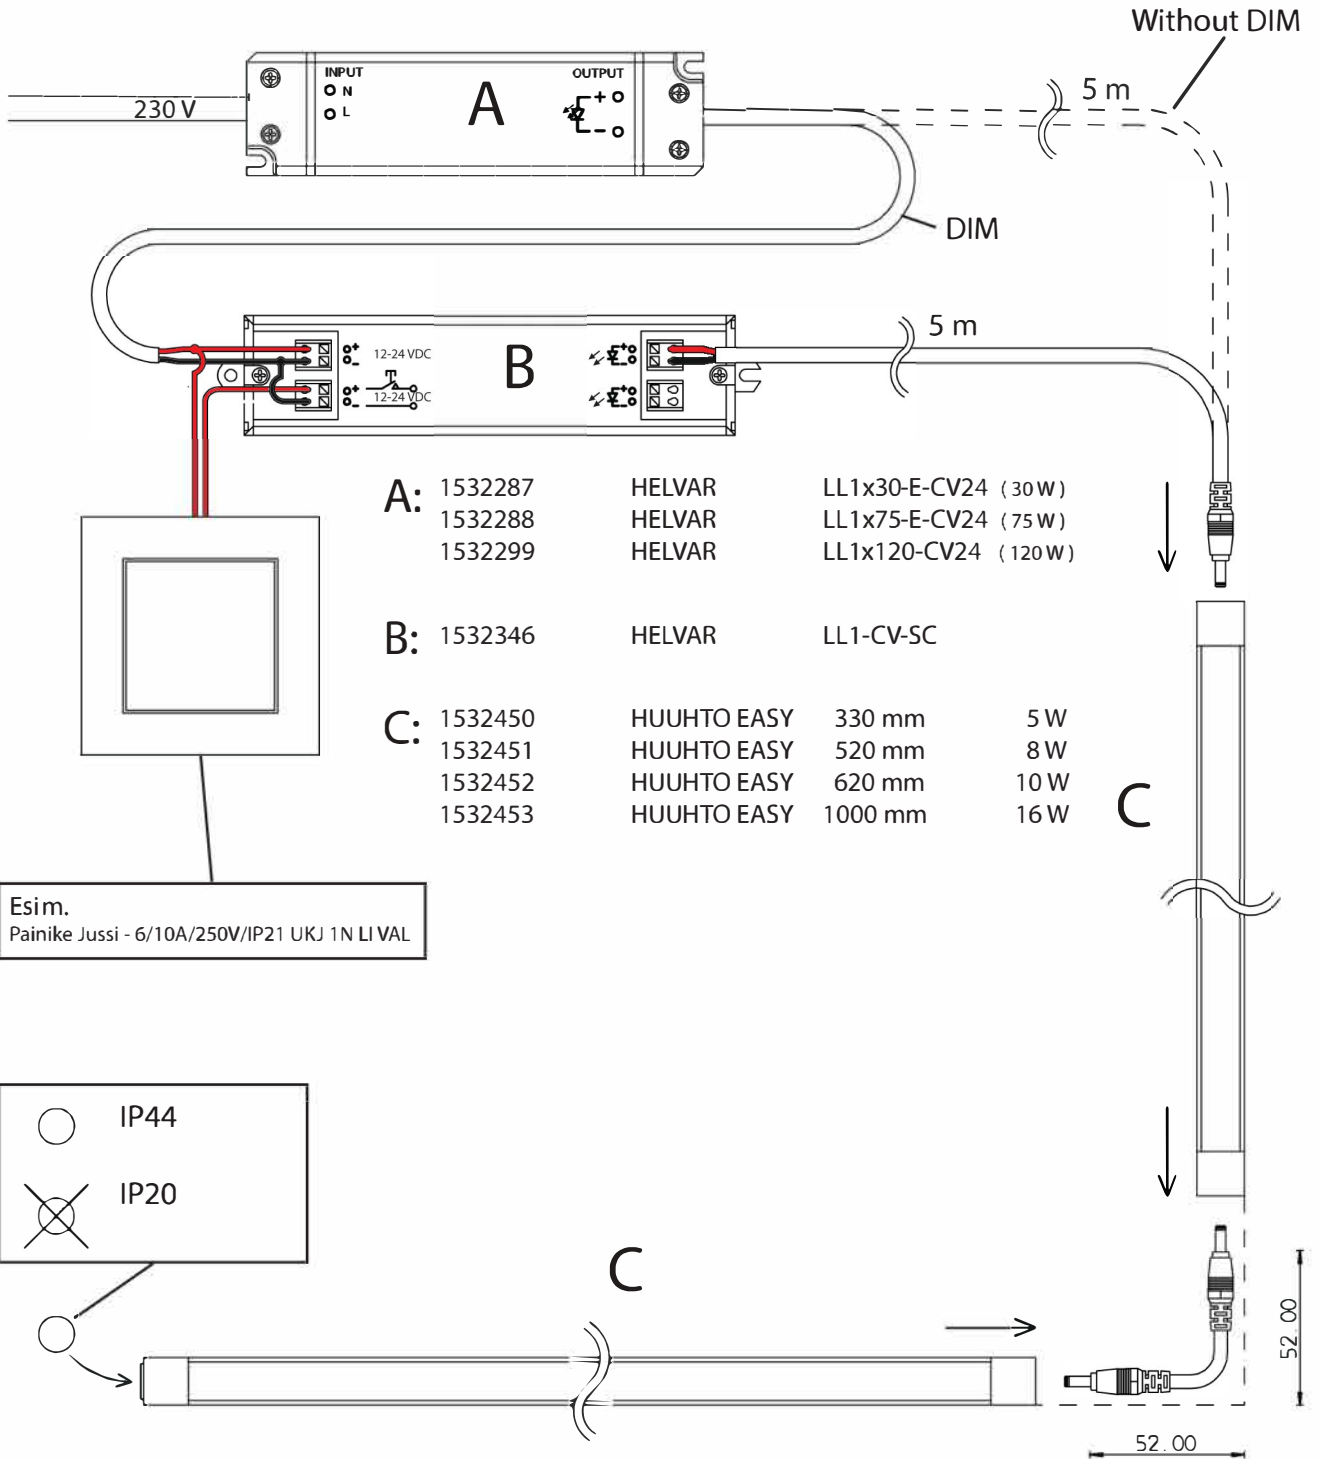 Without DIM
INPUT
N
L
A
OUTPUT
+
-
230 V
5 m
DIM
5 m
+
-
12-24 VDC
+
-
12-24 VDC
B
+
-
+
-
A: 1532287 HELVAR LL1x30-E-CV24 (30 W)
1532288 HELVAR LL1x75-E-CV24 (75 W)
1532299 HELVAR LL1x120-CV24 (120 W)
B: 1532346 HELVAR LL1-CV-SC
C: 1532450 HUUHTO EASY 330 mm 5 W
1532451 HUUHTO EASY 520 mm 8 W
1532452 HUUHTO EASY 620 mm 10 W
1532453 HUUHTO EASY 1000 mm 16 W
C
Esim.
Painike Jussi - 6/10A/250V/IP21 UKJ 1N LI VAL
IP44
IP20
C
52.00
52.00